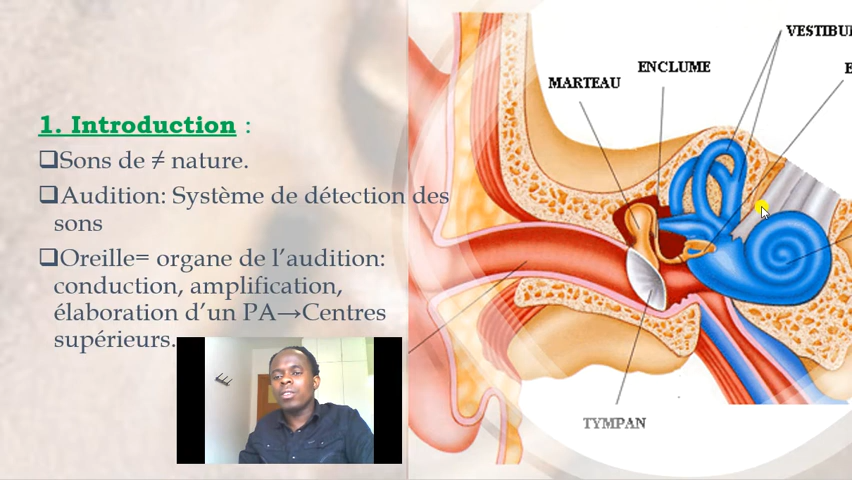 1. Introduction :
❑Sons de ≠ nature.
❑Audition: Système de détection des
sons
❑Oreille= organe de l’audition:
conduction, amplification,
élaboration d’un PA→Centres
supérieurs.
MARTEAU
ENCLUME
TYMPAN